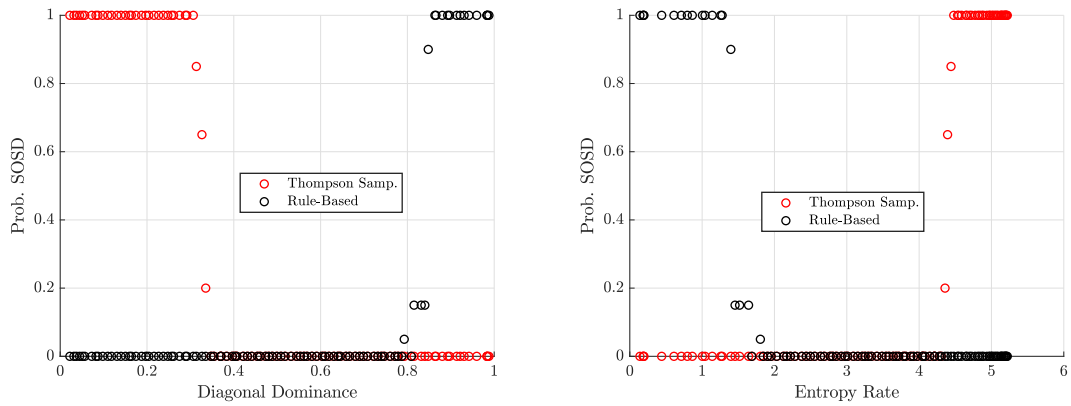 1
0.8
0.6
0.4
0.2
0
Prob. SOSD
Thompson Samp.
Rule-Based
0 0.2 0.4 0.6 0.8 1
Diagonal Dominance
1
0.8
0.6
0.4
0.2
0
Prob. SOSD
Thompson Samp.
Rule-Based
0 1 2 3 4 5 6
Entropy Rate